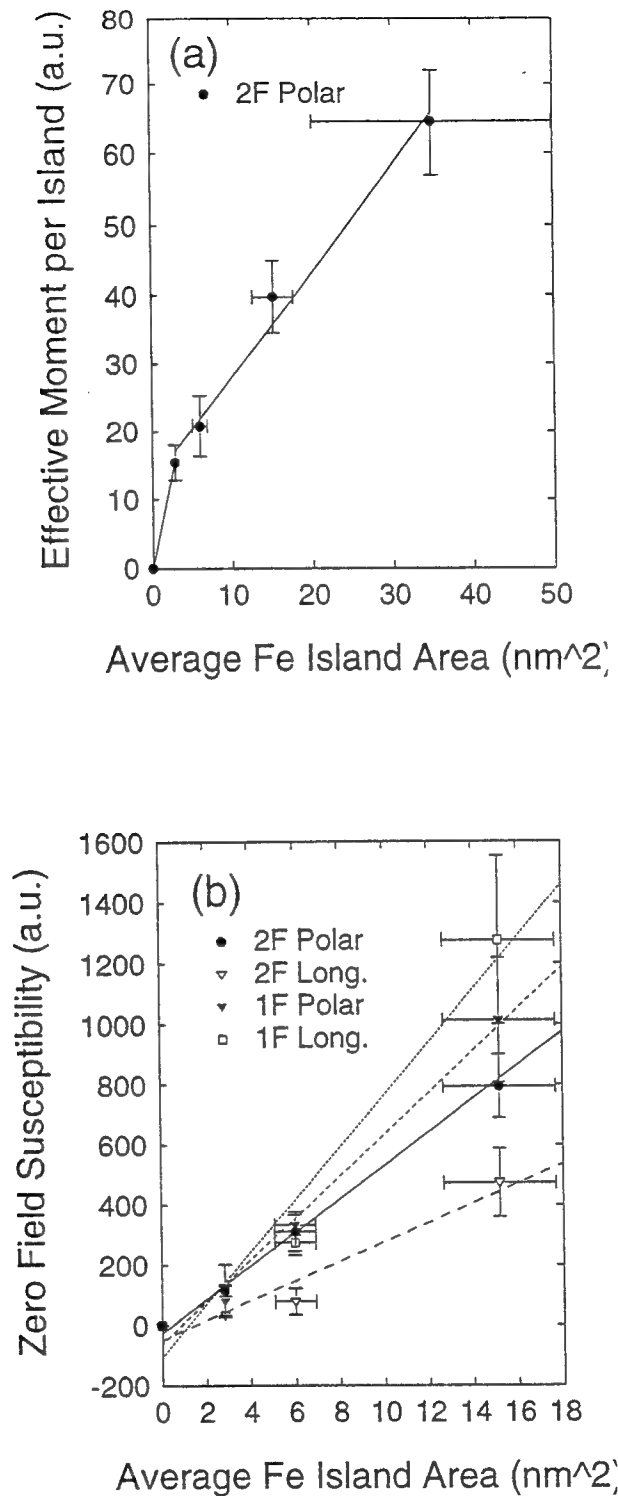 80
70
60
50
40
30
20
10
0
Effective Moment per Island (a.u.)
(a)
2F Polar
0 10 20 30 40 50
Average Fe Island Area (nm^2)
1600
1400
1200
1000
800
600
400
200
0
-200
Zero Field Susceptibility (a.u.)
(b)
2F Polar
2F Long.
1F Polar
1F Long.
0 2 4 6 8 10 12 14 16 18
Average Fe Island Area (nm^2)